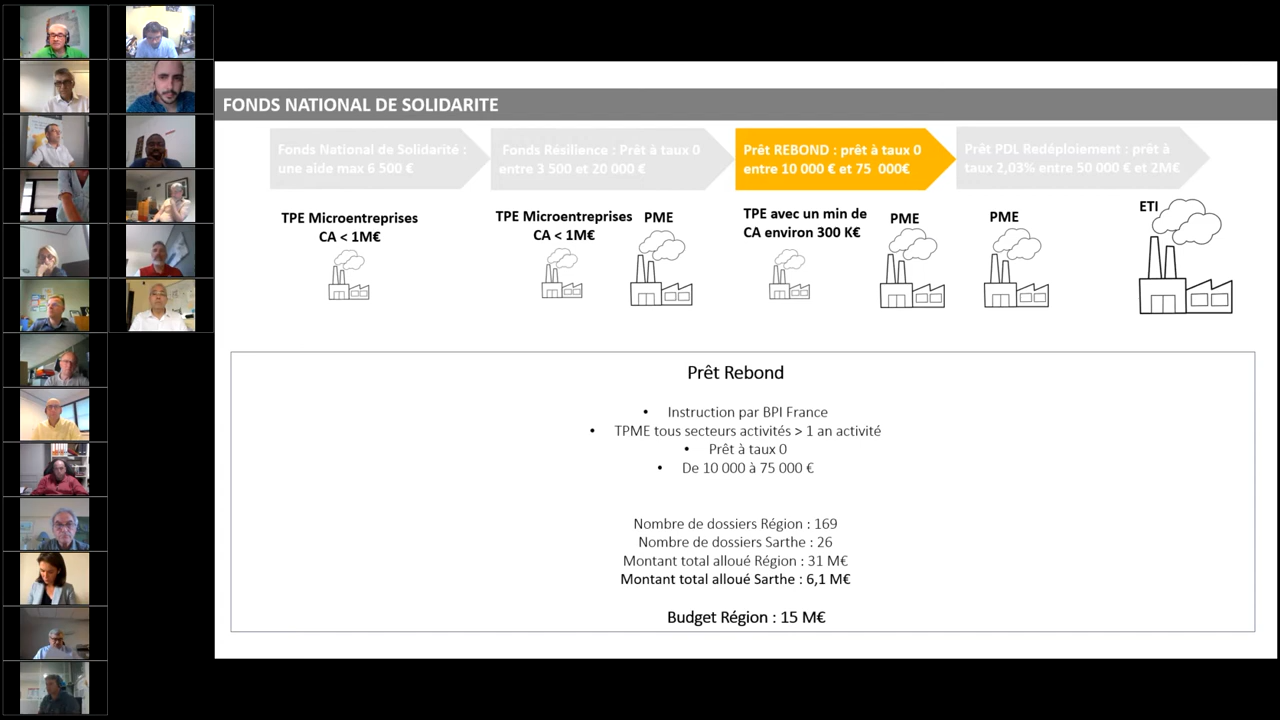 FONDS NATIONAL DE SOLIDARITE
Fonds National de Solidarité :
une aide max 6 500 €
Fonds Résilience : Prêt à taux 0
entre 3 500 et 20 000 €
Prêt REBOND : prêt à taux 0
entre 10 000 € et 75 000€
Prêt PDL Redéploiement : prêt à
taux 2,03% entre 50 000 € et 2M€
TPE Microentreprises
CA < 1M€
TPE Microentreprises
CA < 1M€
PME
TPE avec un min de
CA environ 300 K€
PME
PME
ETI
Prêt Rebond
• Instruction par BPI France
• TPME tous secteurs activités > 1 an activité
• Prêt à taux 0
• De 10 000 à 75 000 €
Nombre de dossiers Région : 169
Nombre de dossiers Sarthe : 26
Montant total alloué Région : 31 M€
Montant total alloué Sarthe : 6,1 M€
Budget Région : 15 M€